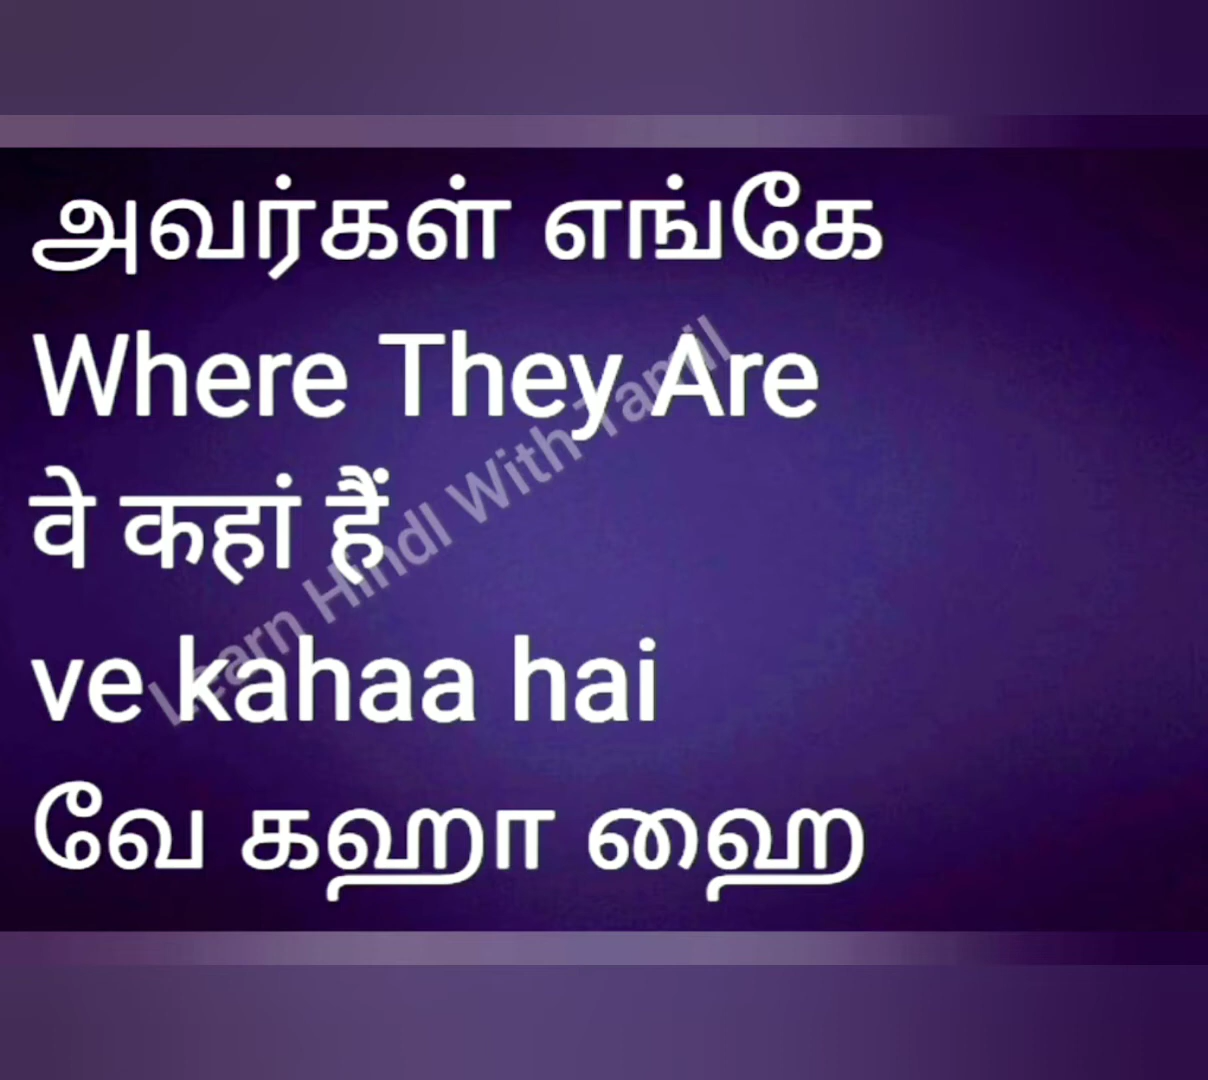 அவர்கள் எங்கே
Where They Are
वे कहां हैं
ve kahaa hai
வே கஹா ஹை
Learn HindI With Tamil